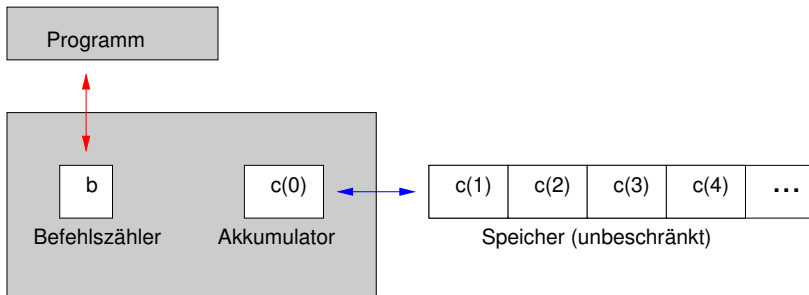 Programm
b
c(0)
c(1) c(2) c(3) c(4) ...
Befehlszähler
Akkumulator
Speicher (unbeschränkt)